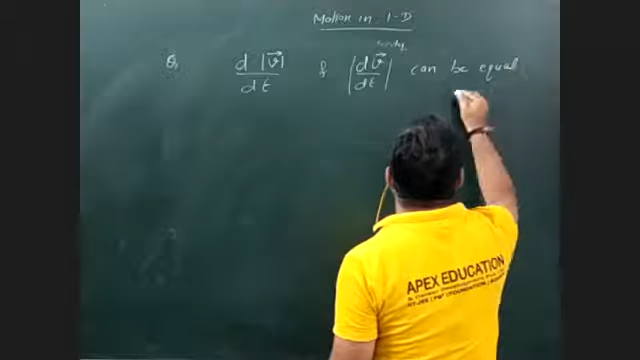 Motion in 1-D
Q, d |v⃗| / dt & |dv⃗ / dt| can be equal
APEX EDUCATION